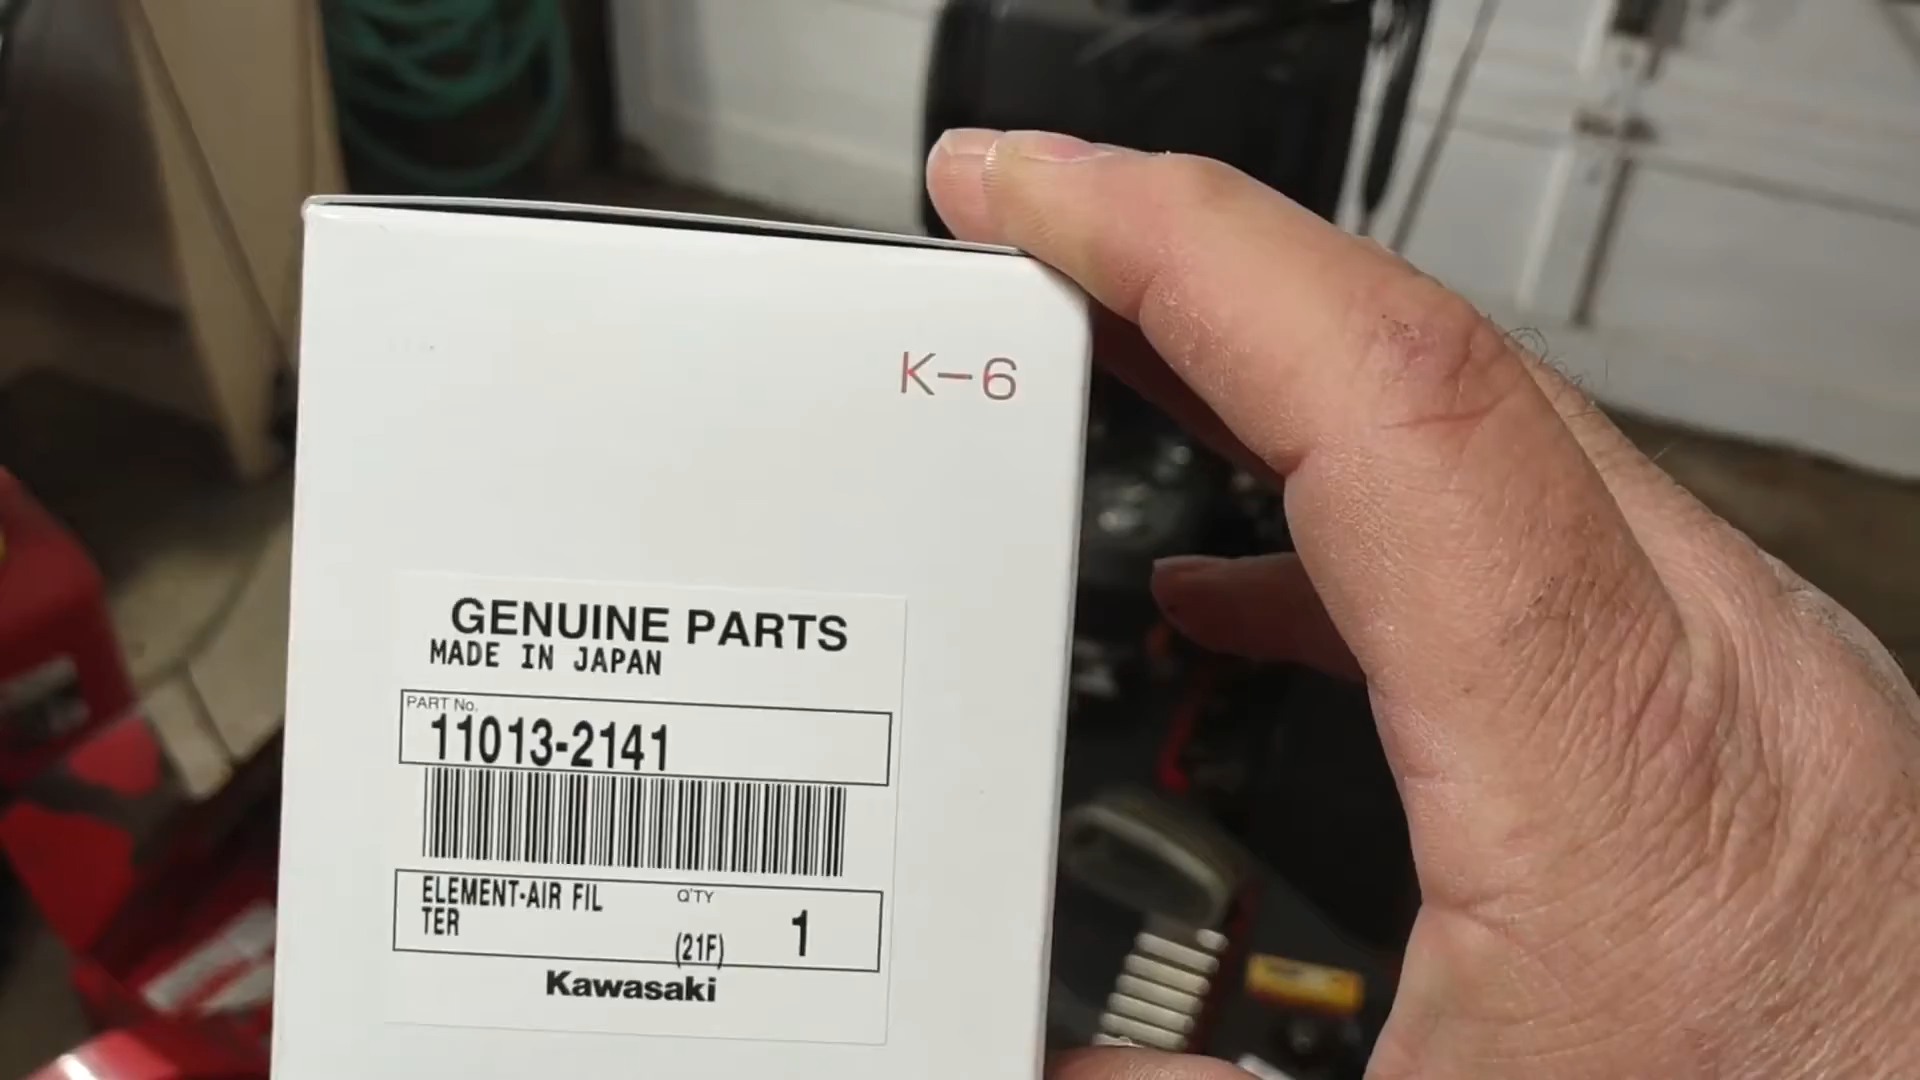 K-6
GENUINE PARTS
MADE IN JAPAN
PART No.
11013-2141
ELEMENT-AIR FIL
TER
Q'TY
(21F)
1
Kawasaki